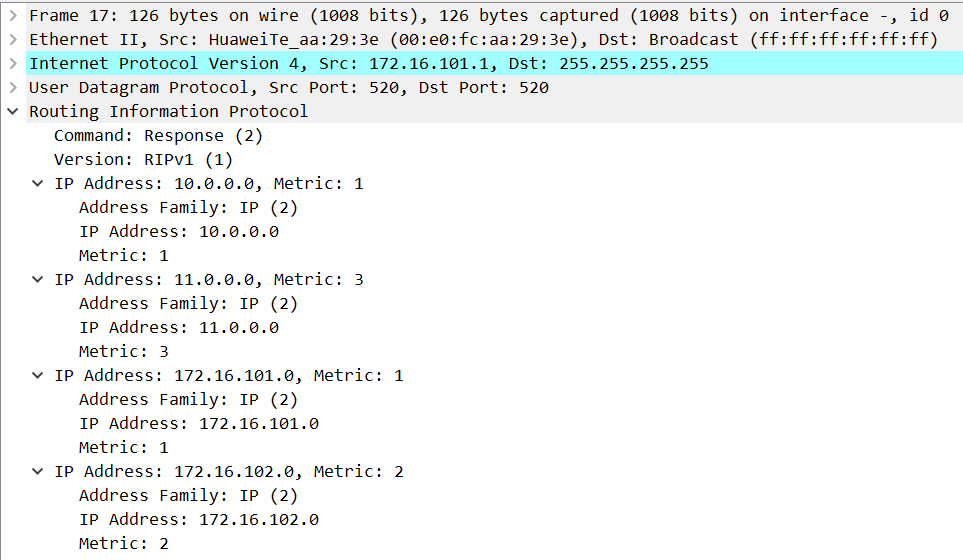 Frame 17: 126 bytes on wire (1008 bits), 126 bytes captured (1008 bits) on interface -, id 0
Ethernet II, Src: HuaweiTe_aa:29:3e (00:e0:fc:aa:29:3e), Dst: Broadcast (ff:ff:ff:ff:ff:ff)
Internet Protocol Version 4, Src: 172.16.101.1, Dst: 255.255.255.255
User Datagram Protocol, Src Port: 520, Dst Port: 520
Routing Information Protocol
Command: Response (2)
Version: RIPv1 (1)
IP Address: 10.0.0.0, Metric: 1
Address Family: IP (2)
IP Address: 10.0.0.0
Metric: 1
IP Address: 11.0.0.0, Metric: 3
Address Family: IP (2)
IP Address: 11.0.0.0
Metric: 3
IP Address: 172.16.101.0, Metric: 1
Address Family: IP (2)
IP Address: 172.16.101.0
Metric: 1
IP Address: 172.16.102.0, Metric: 2
Address Family: IP (2)
IP Address: 172.16.102.0
Metric: 2